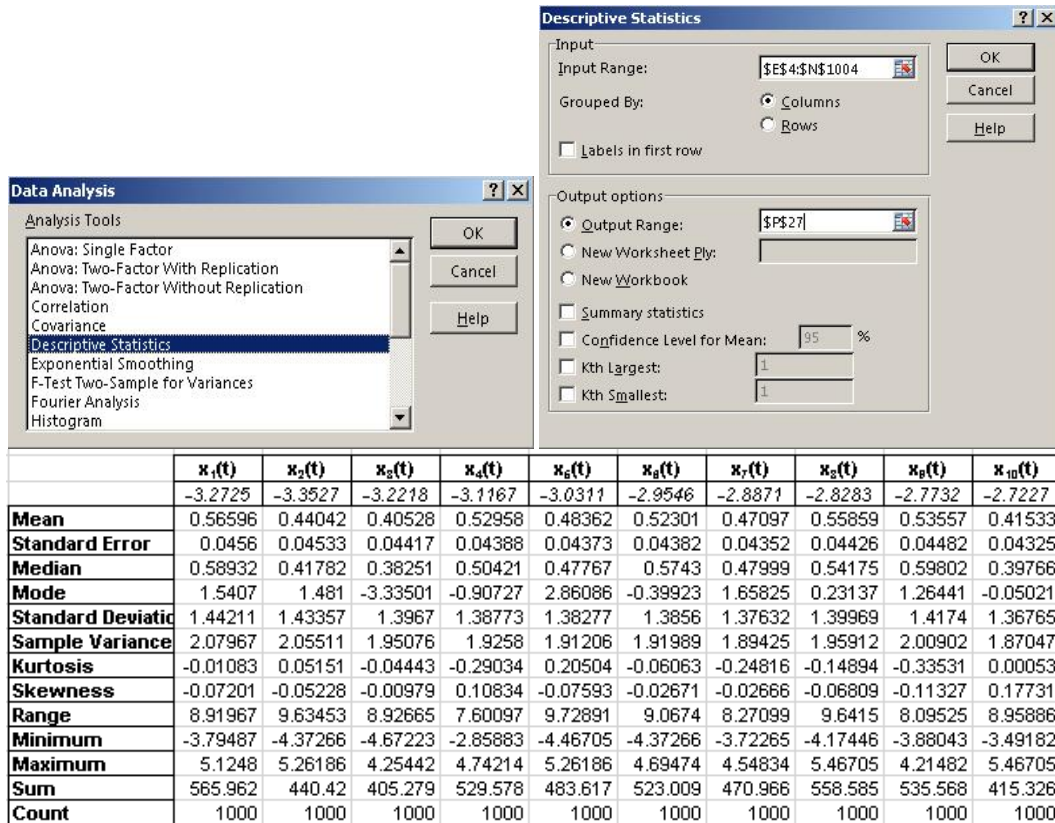 Descriptive Statistics
Input
Input Range: $E$4:$N$1004
OK
Cancel
Help
Grouped By: Columns
Rows
Labels in first row
Output options
Output Range: $P$27
New Worksheet Ply:
New Workbook
Summary statistics
Confidence Level for Mean: 95 %
Kth Largest: 1
Kth Smallest: 1
Data Analysis
Analysis Tools
Anova: Single Factor
Anova: Two-Factor With Replication
Anova: Two-Factor Without Replication
Correlation
Covariance
Descriptive Statistics
Exponential Smoothing
F-Test Two-Sample for Variances
Fourier Analysis
Histogram
OK
Cancel
Help
x₁(t) x₂(t) x₃(t) x₄(t) x₅(t) x₆(t) x₇(t) x₈(t) x₉(t) x₁₀(t)
-3.2725 -3.3527 -3.2218 -3.1167 -3.0311 -2.9546 -2.8871 -2.8283 -2.7732 -2.7227
Mean 0.56596 0.44042 0.40528 0.52958 0.48362 0.52301 0.47097 0.55859 0.53557 0.41533
Standard Error 0.0456 0.04533 0.04417 0.04388 0.04373 0.04382 0.04352 0.04426 0.04482 0.04325
Median 0.58932 0.41782 0.38251 0.50421 0.47767 0.5743 0.47999 0.54175 0.59802 0.39766
Mode 1.5407 1.481 -3.33501 -0.90727 2.86086 -0.39923 1.65825 0.23137 1.26441 -0.05021
Standard Deviatic 1.44211 1.43357 1.3967 1.38773 1.38277 1.3856 1.37632 1.39969 1.4174 1.36765
Sample Variance 2.07967 2.05511 1.95076 1.9258 1.91206 1.91989 1.89425 1.95912 2.00902 1.87047
Kurtosis -0.01083 0.05151 -0.04443 -0.29034 0.20504 -0.06063 -0.24816 -0.14894 -0.33531 0.00053
Skewness -0.07201 -0.05228 -0.00979 0.10834 -0.07593 -0.02671 -0.02666 -0.06809 -0.11327 0.17731
Range 8.91967 9.63453 8.92665 7.60097 9.72891 9.0674 8.27099 9.6415 8.09525 8.95886
Minimum -3.79487 -4.37266 -4.67223 -2.85883 -4.46705 -4.37266 -3.72265 -4.17446 -3.88043 -3.49182
Maximum 5.1248 5.26186 4.25442 4.74214 5.26186 4.69474 4.54834 5.46705 4.21482 5.46705
Sum 565.962 440.42 405.279 529.578 483.617 523.009 470.966 558.585 535.568 415.326
Count 1000 1000 1000 1000 1000 1000 1000 1000 1000 1000